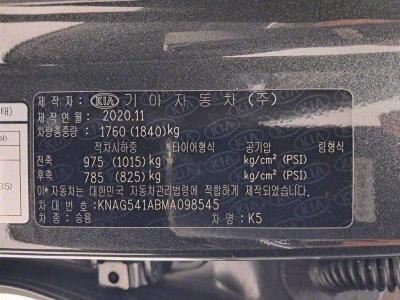 제 작 자 : KIA 기 아 자 동 차 (주)
제 작 연 월 : 2020.11
차량총중량 : 1760 (1840)kg
적차시하중 타이어형식 공기압 림형식
전축 975 (1015) kg kg/cm² (PSI)
후축 785 (825) kg kg/cm² (PSI)
이*자동차는 대한민국 자동차관리법령에 적합하게 제작되었음
차 대 번 호 : KNAG541ABMA098545
차 종 : 승용 차 명 : K5